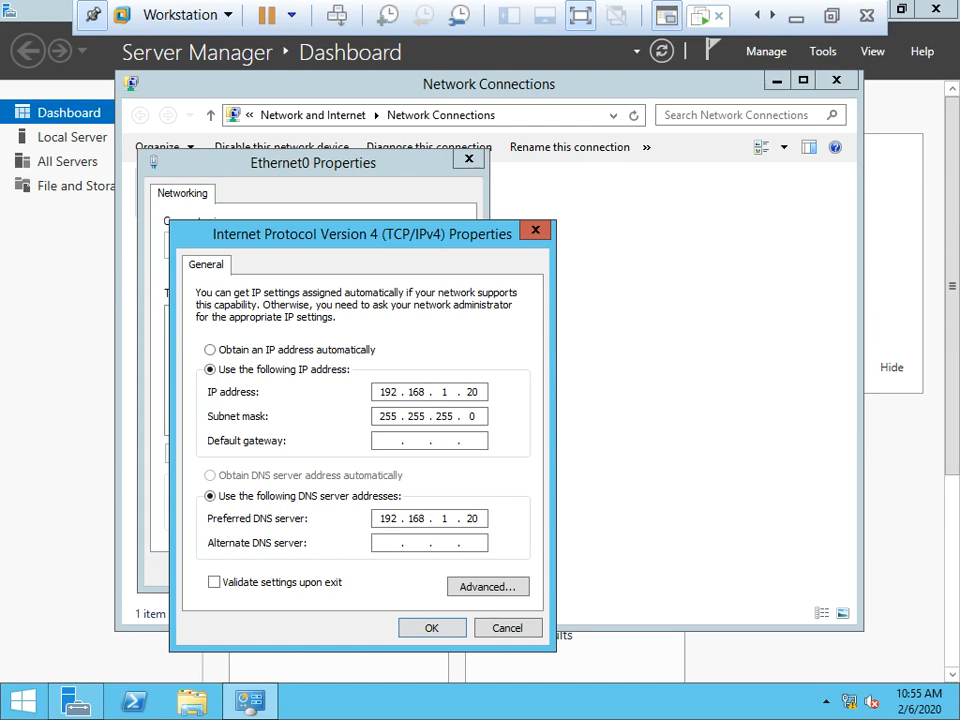 Workstation
Server Manager ‣ Dashboard
Manage Tools View Help
Network Connections
« Network and Internet ▸ Network Connections
Search Network Connections
Dashboard
Local Server
All Servers
File and Stora
Organize Disable this network device Diagnose this connection Rename this connection »
Ethernet0 Properties
Networking
Internet Protocol Version 4 (TCP/IPv4) Properties
General
You can get IP settings assigned automatically if your network supports
this capability. Otherwise, you need to ask your network administrator
for the appropriate IP settings.
Obtain an IP address automatically
Use the following IP address:
IP address: 192 . 168 . 1 . 20
Subnet mask: 255 . 255 . 255 . 0
Default gateway: . . .
Obtain DNS server address automatically
Use the following DNS server addresses:
Preferred DNS server: 192 . 168 . 1 . 20
Alternate DNS server: . . .
Validate settings upon exit
Advanced...
OK Cancel
Hide
1 item
10:55 AM
2/6/2020